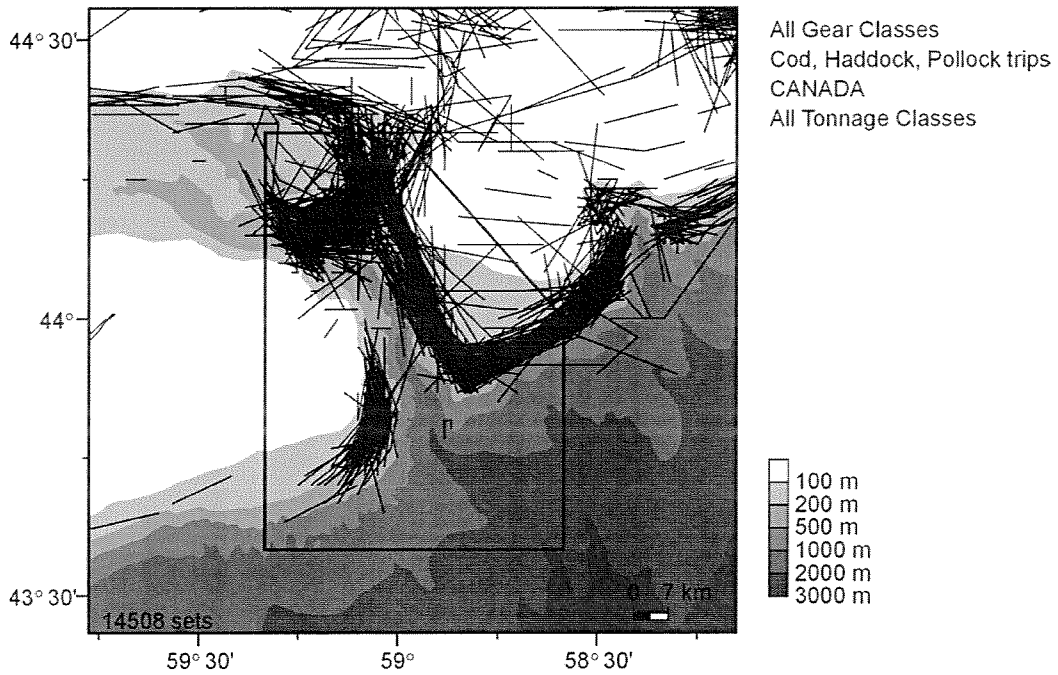 44° 30'
44°
43° 30'
59° 30'
59°
58° 30'
14508 sets
0 7 km
All Gear Classes
Cod, Haddock, Pollock trips
CANADA
All Tonnage Classes
100 m
200 m
500 m
1000 m
2000 m
3000 m